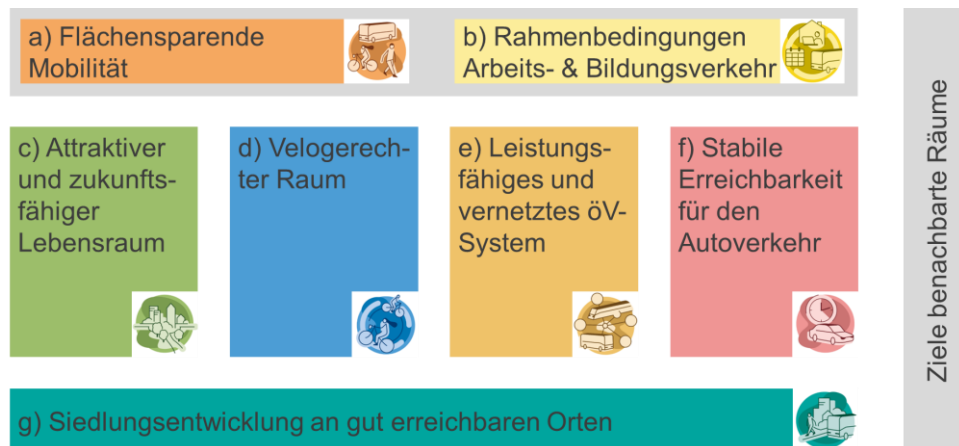 a) Flächensparende
Mobilität
b) Rahmenbedingungen
Arbeits- & Bildungsverkehr
c) Attraktiver
und zukunfts-
fähiger
Lebensraum
d) Velogerech-
ter Raum
e) Leistungs-
fähiges und
vernetztes öV-
System
f) Stabile
Erreichbarkeit
für den
Autoverkehr
g) Siedlungsentwicklung an gut erreichbaren Orten
Ziele benachbarte Räume